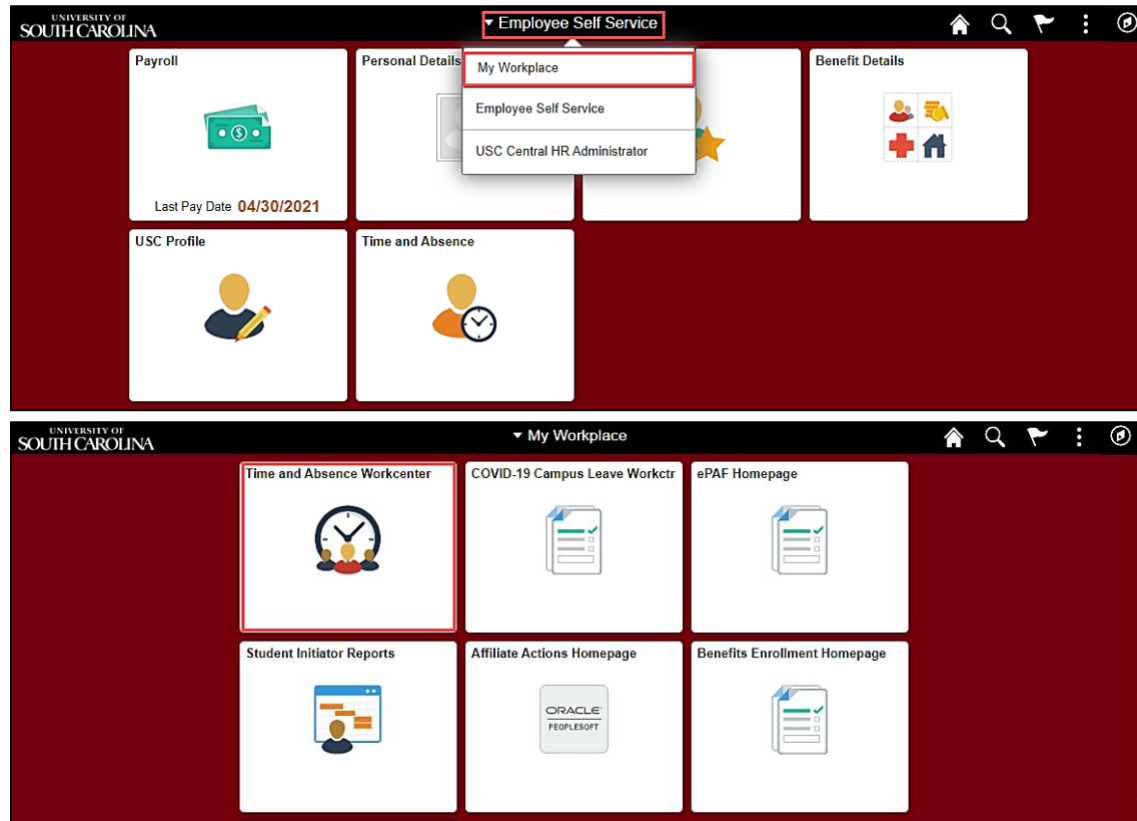 UNIVERSITY OF
SOUTH CAROLINA
Employee Self Service
Payroll
Personal Details
My Workplace
Employee Self Service
USC Central HR Administrator
Benefit Details
Last Pay Date 04/30/2021
USC Profile
Time and Absence
UNIVERSITY OF
SOUTH CAROLINA
My Workplace
Time and Absence Workcenter
COVID-19 Campus Leave Workctr
ePAF Homepage
Student Initiator Reports
Affiliate Actions Homepage
ORACLE
PEOPLESOFT
Benefits Enrollment Homepage